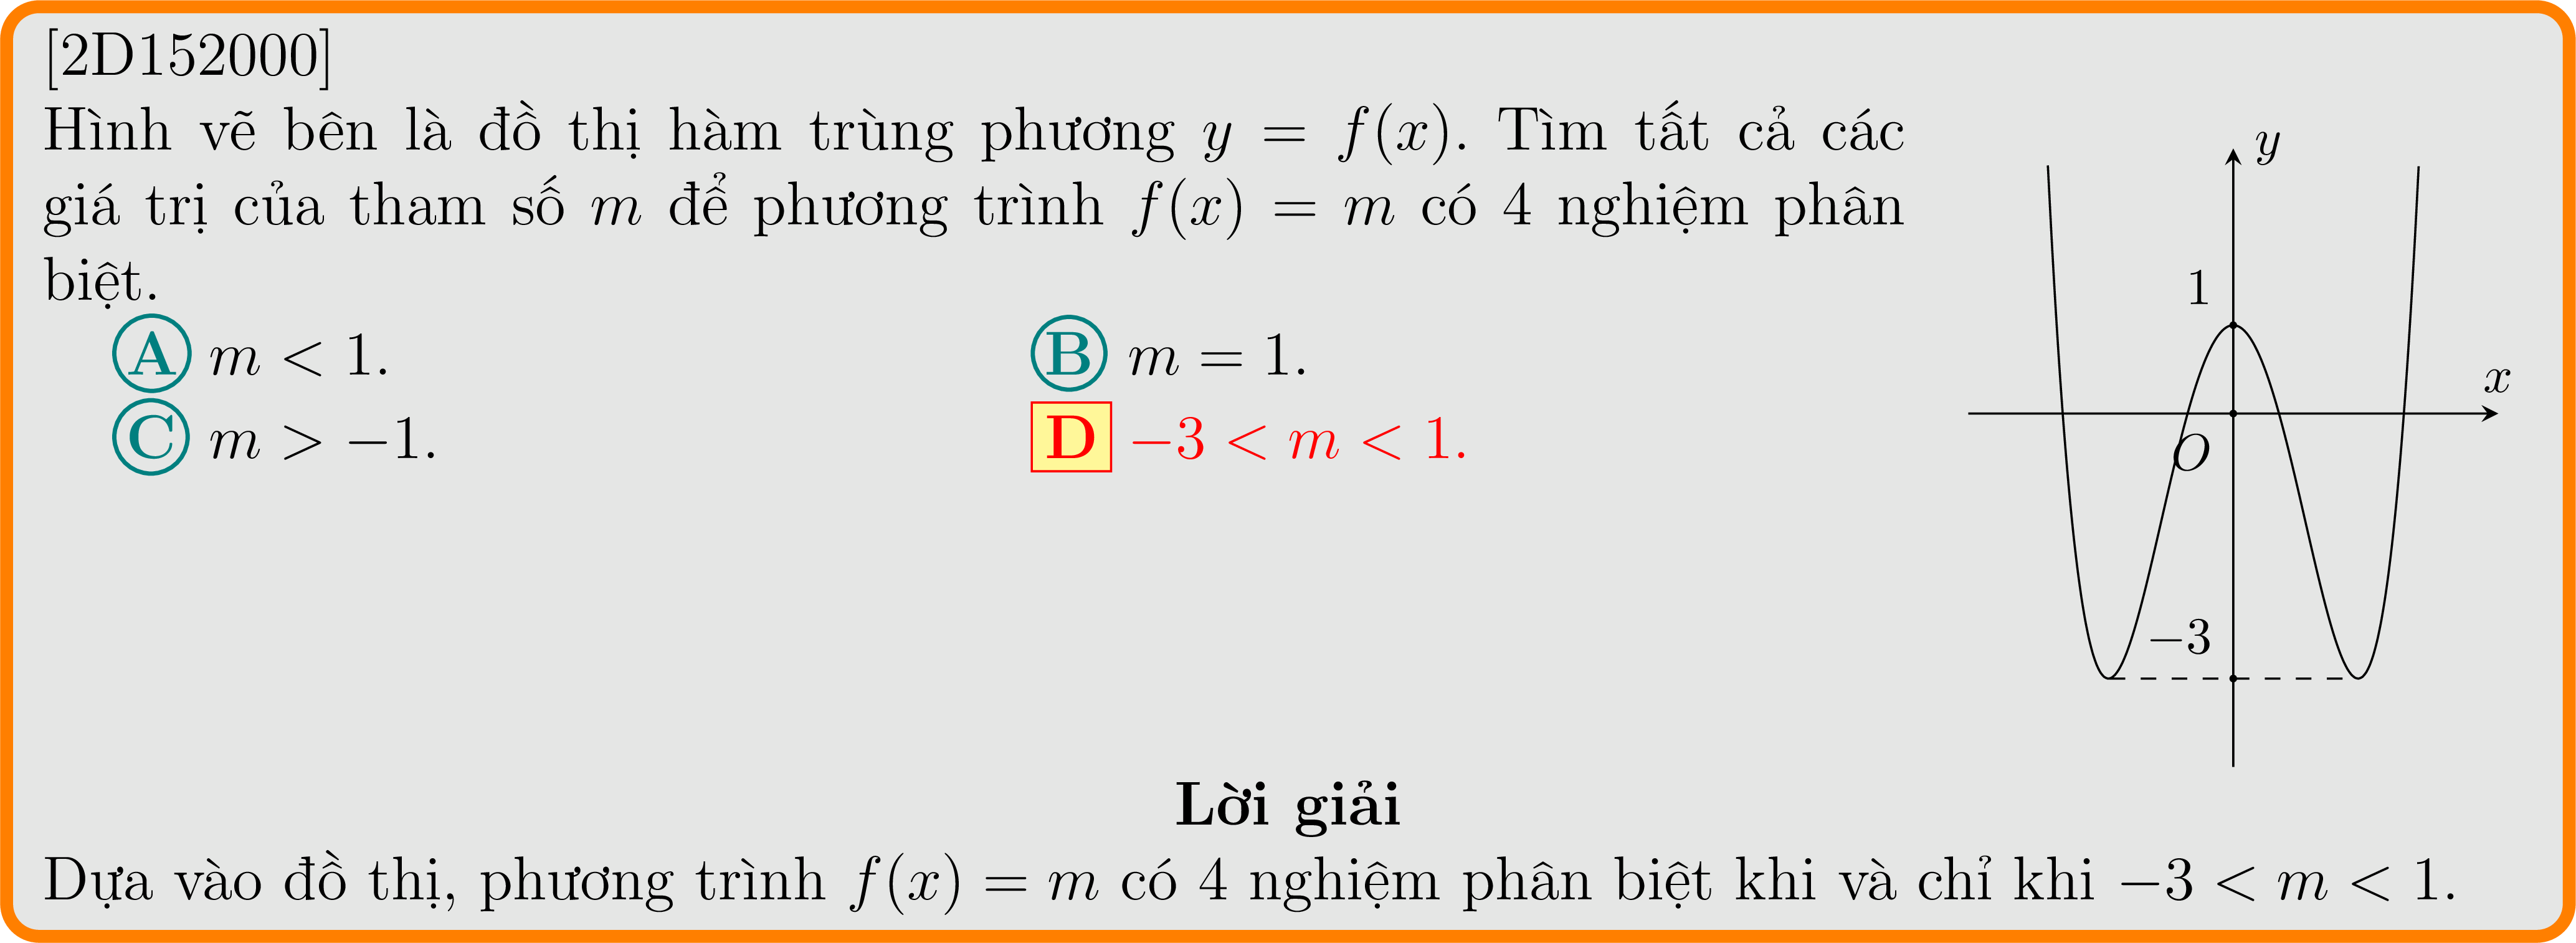 [2D152000]
Hình vẽ bên là đồ thị hàm trùng phương y = f(x). Tìm tất cả các
giá trị của tham số m để phương trình f(x) = m có 4 nghiệm phân
biệt.
A m < 1.
B m = 1.
C m > −1.
D −3 < m < 1.
y
1
x
O
−3
Lời giải
Dựa vào đồ thị, phương trình f(x) = m có 4 nghiệm phân biệt khi và chỉ khi −3 < m < 1.